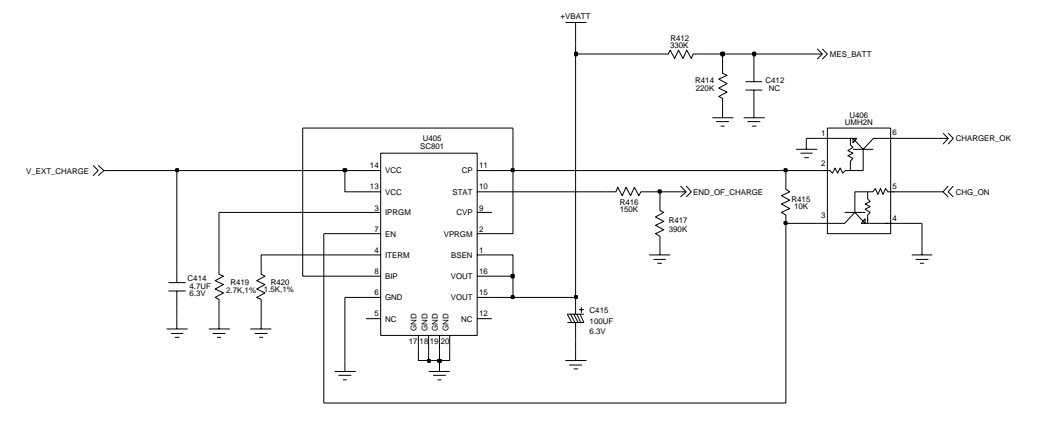 +VBATT
R412
330K
MES_BATT
R414
220K
C412
NC
U406
UMH2N
1
6
CHARGER_OK
2
5
CHG_ON
3
4
U405
SC801
V_EXT_CHARGE
14
VCC
CP
11
13
VCC
STAT
10
3
IPRGM
CVP
9
7
EN
VPRGM
2
4
ITERM
BSEN
1
8
BIP
VOUT
16
6
GND
VOUT
15
5
NC
NC
12
GND
GND
GND
GND
17
18
19
20
R416
150K
END_OF_CHARGE
R417
390K
R415
10K
C414
4.7UF
6.3V
R419
2.7K,1%
R420
1.5K,1%
+
C415
100UF
6.3V